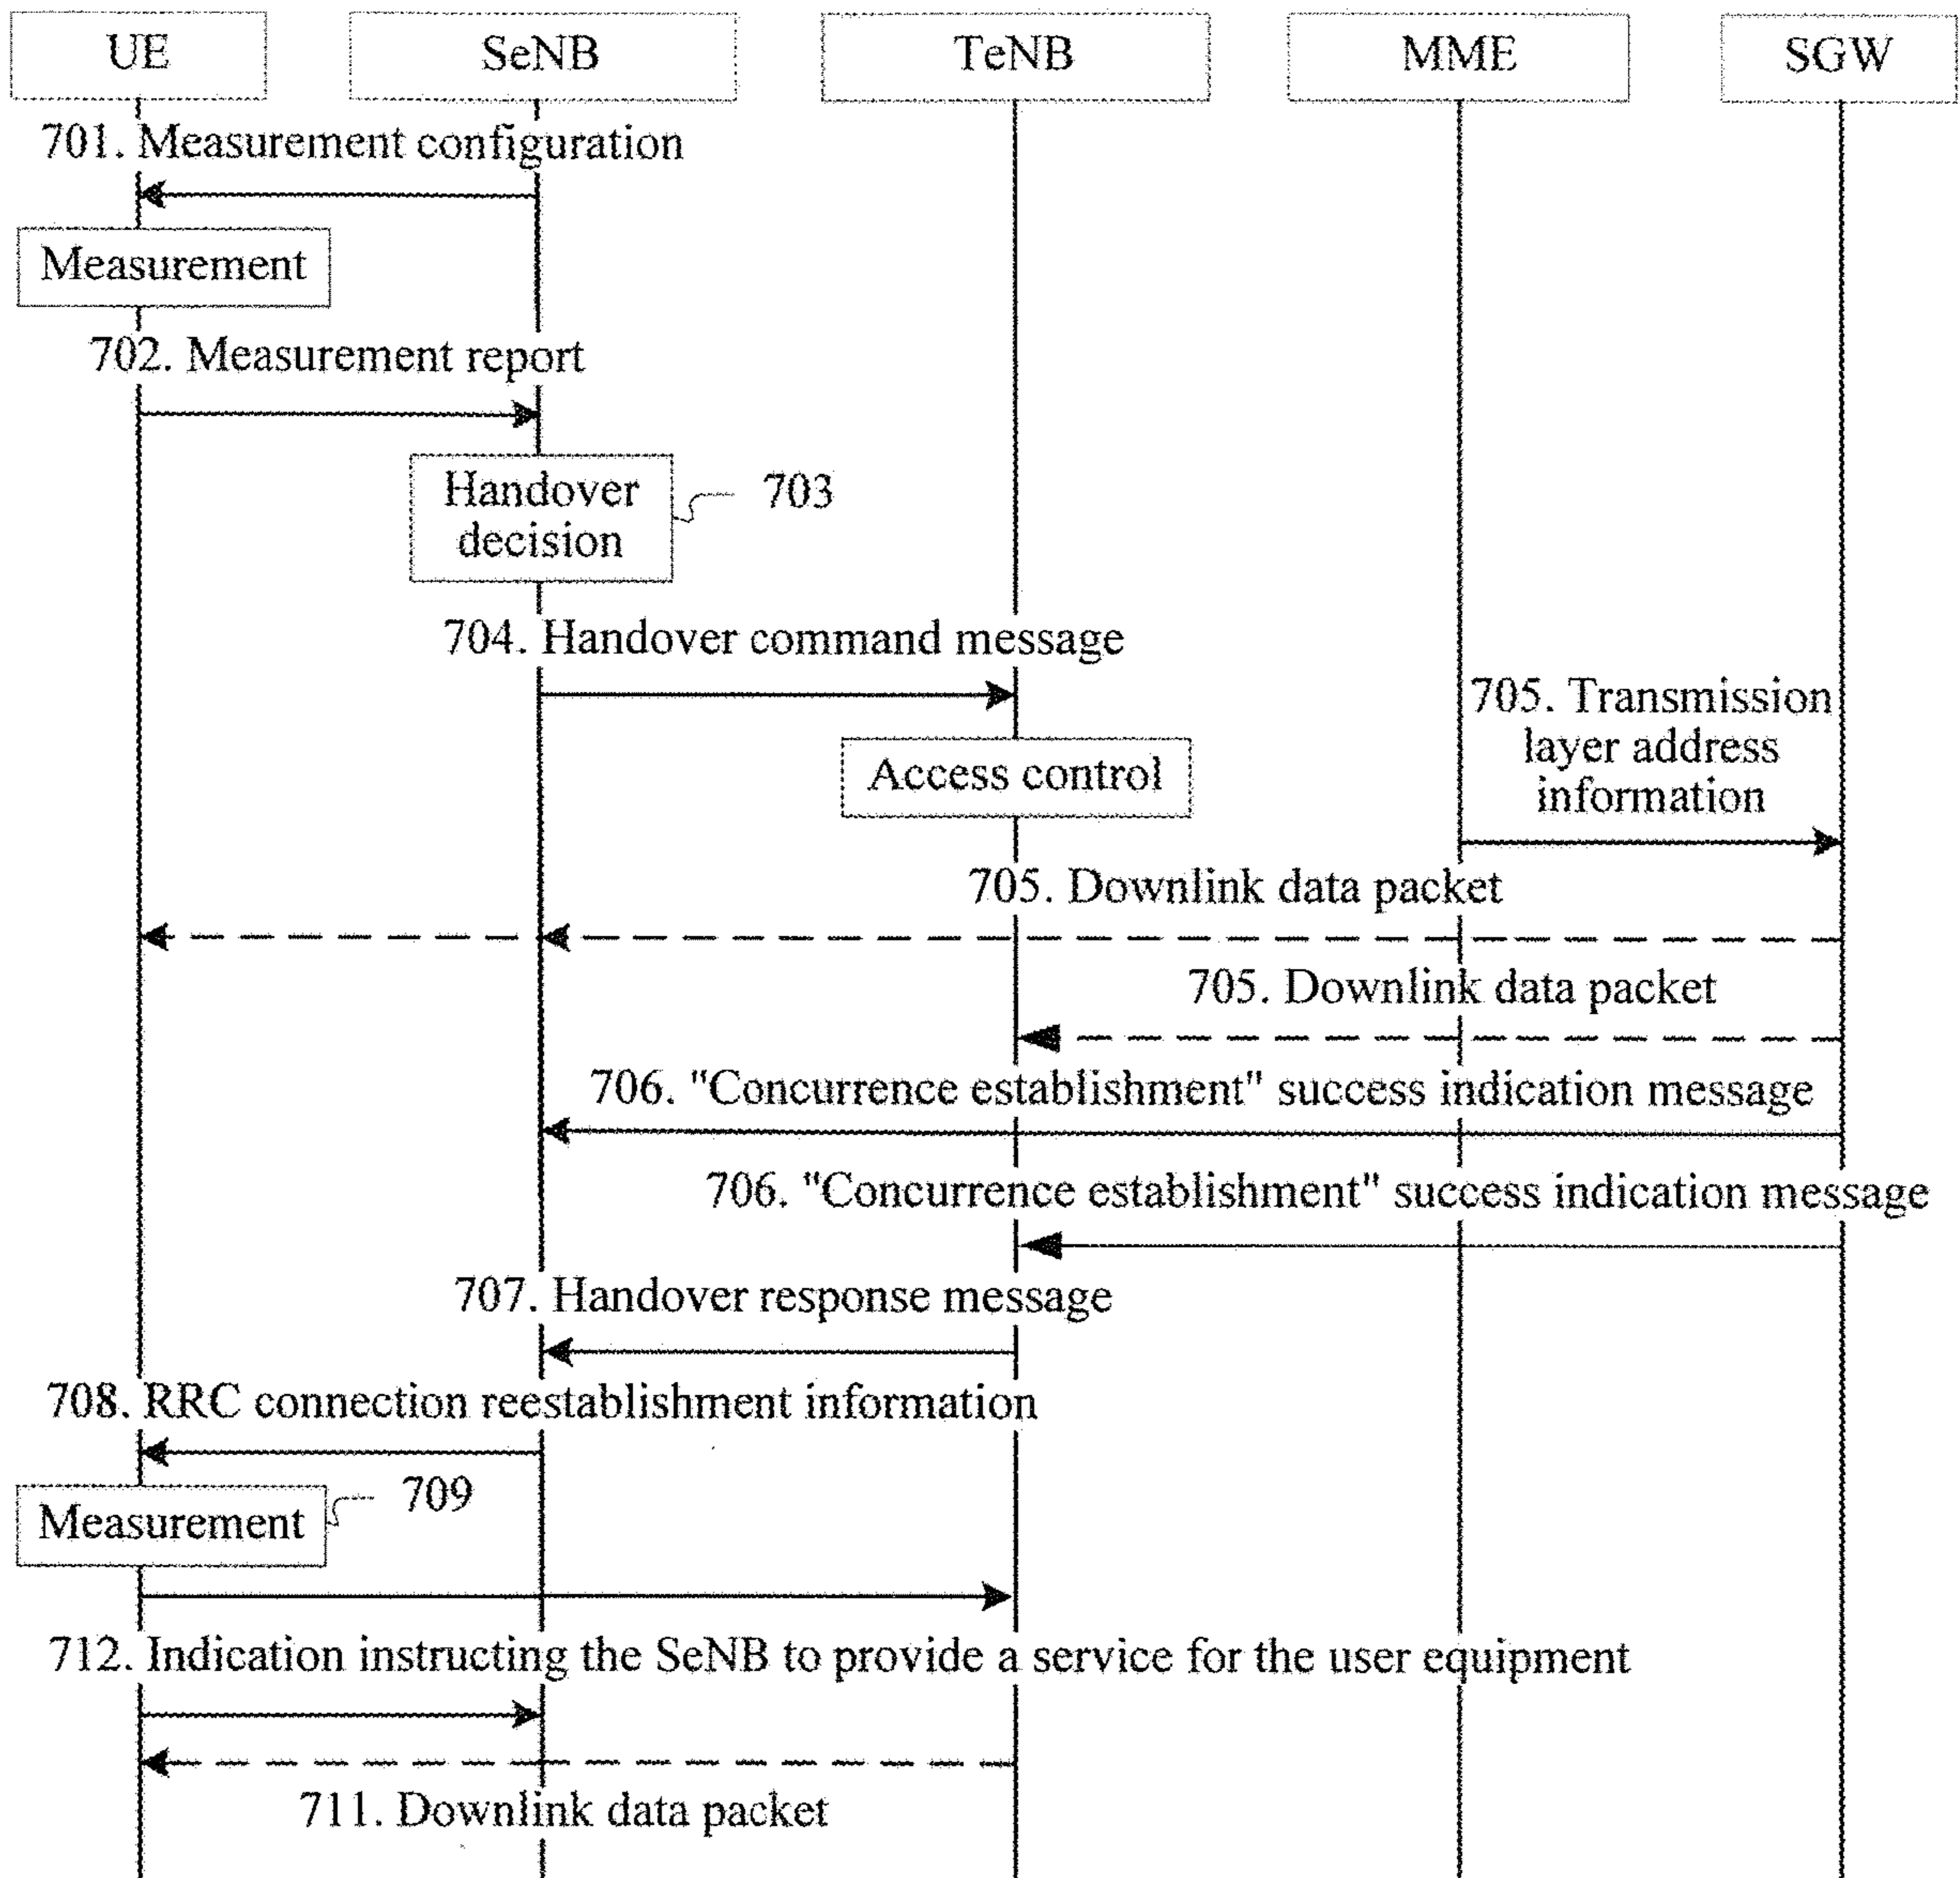 UE
SeNB
TeNB
MME
SGW
701. Measurement configuration
Measurement
702. Measurement report
Handover
decision
703
704. Handover command message
705. Transmission
layer address
information
Access control
705. Downlink data packet
705. Downlink data packet
706. "Concurrence establishment" success indication message
706. "Concurrence establishment" success indication message
707. Handover response message
708. RRC connection reestablishment information
Measurement
709
712. Indication instructing the SeNB to provide a service for the user equipment
711. Downlink data packet